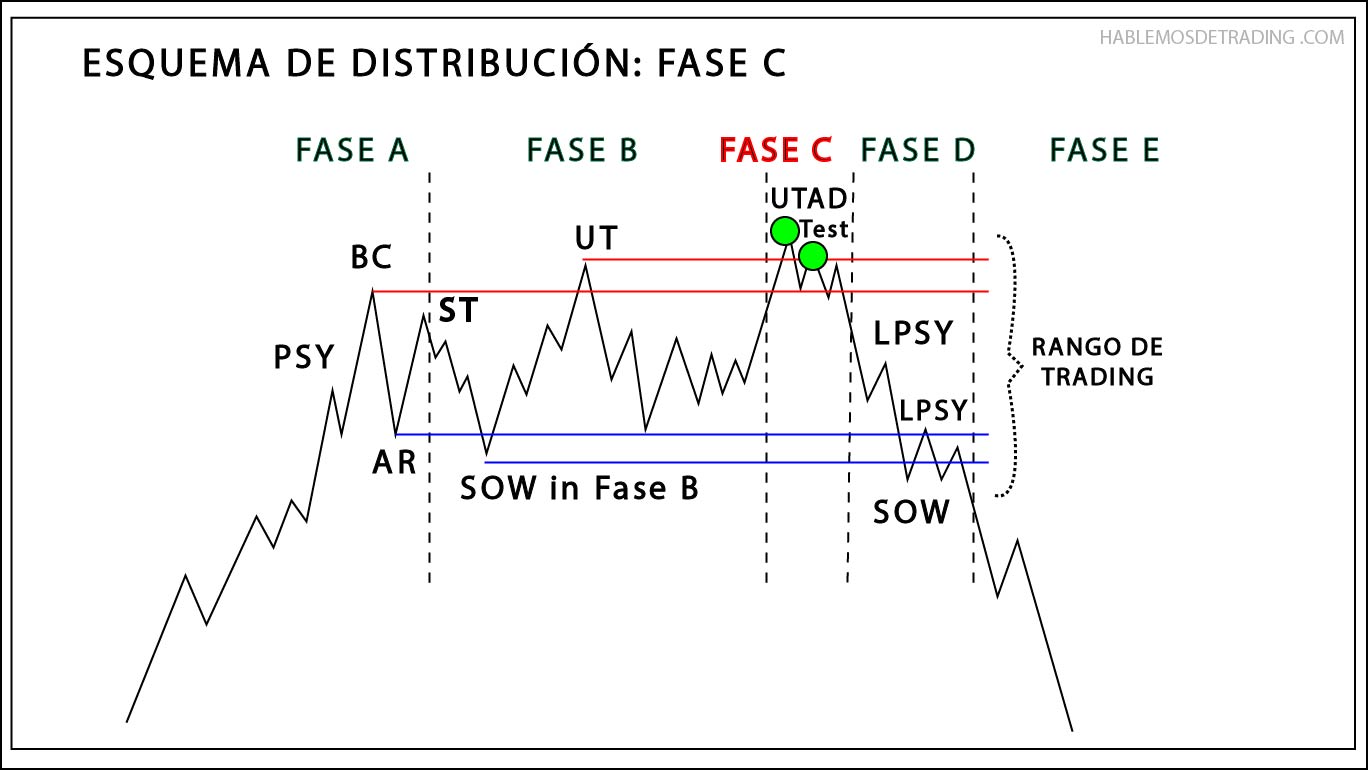 HABLEMOSDETRADING .COM
ESQUEMA DE DISTRIBUCIÓN: FASE C
FASE A
FASE B
FASE C
FASE D
FASE E
UTAD
Test
UT
BC
ST
PSY
LPSY
RANGO DE
TRADING
LPSY
AR
SOW in Fase B
SOW